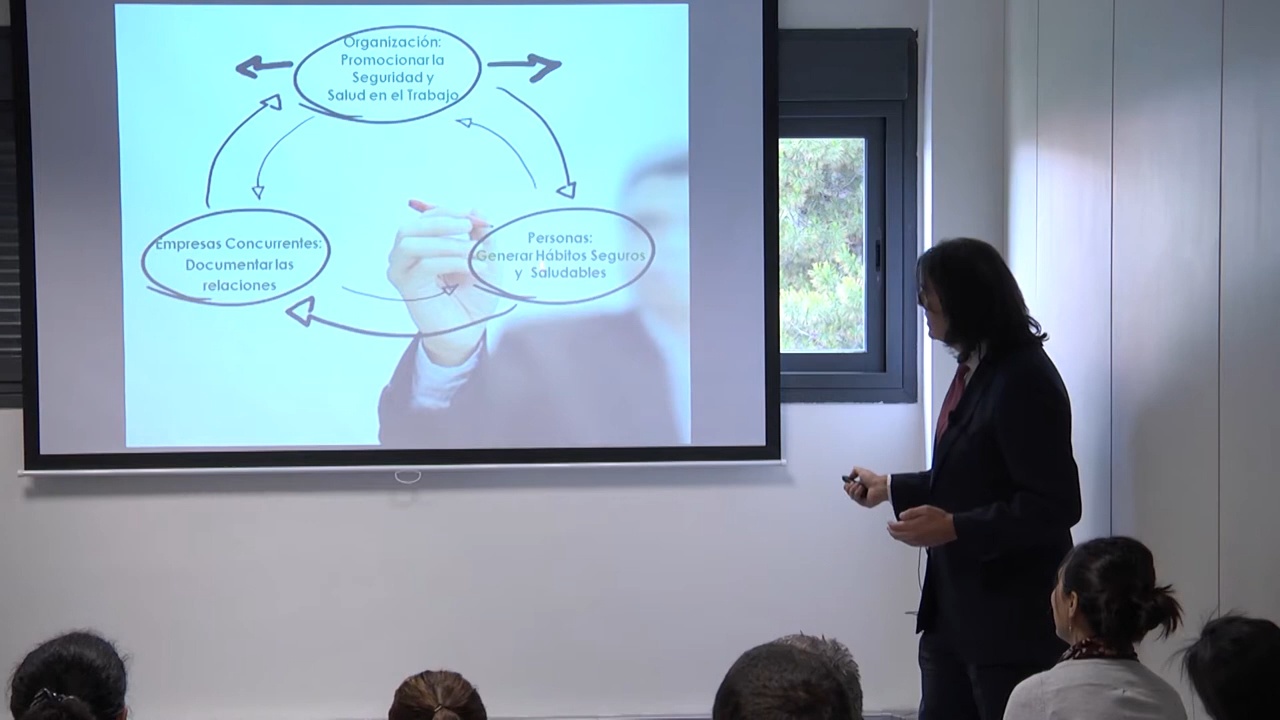 Organización:
Promocionar la
Seguridad y
Salud en el Trabajo
Empresas Concurrentes:
Documentar las
relaciones
Personas:
Generar Hábitos Seguros
y Saludables